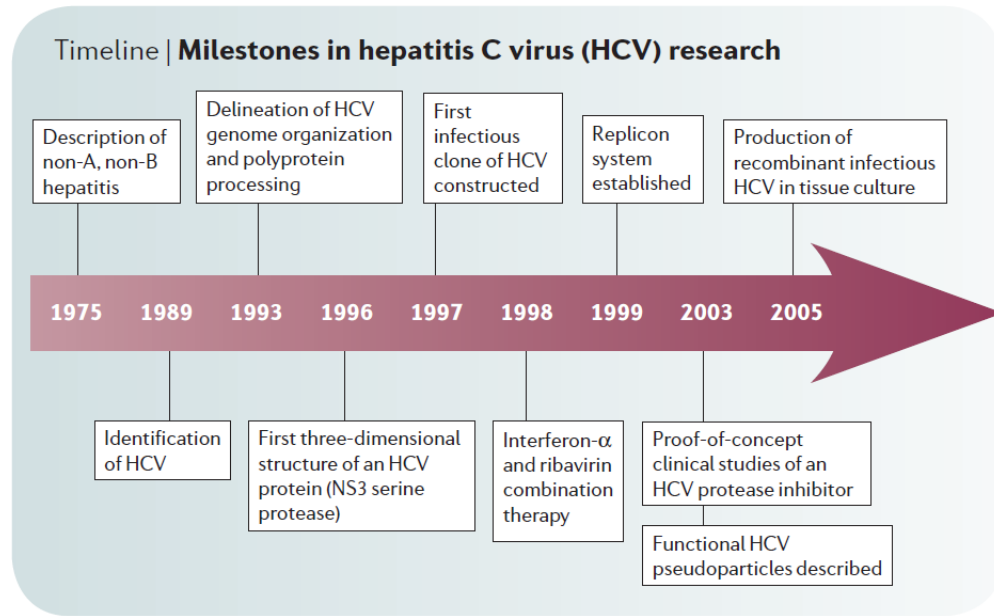 Timeline | Milestones in hepatitis C virus (HCV) research
Description of
non-A, non-B
hepatitis
Delineation of HCV
genome organization
and polyprotein
processing
First
infectious
clone of HCV
constructed
Replicon
system
established
Production of
recombinant infectious
HCV in tissue culture
1975 1989 1993 1996 1997 1998 1999 2003 2005
Identification
of HCV
First three-dimensional
structure of an HCV
protein (NS3 serine
protease)
Interferon-α
and ribavirin
combination
therapy
Proof-of-concept
clinical studies of an
HCV protease inhibitor
Functional HCV
pseudoparticles described